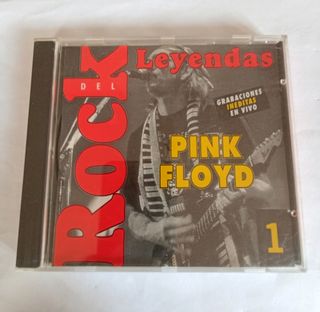 Leyendas
DEL
Rock
GRABACIONES
INEDITAS
EN VIVO
PINK
FLOYD
1